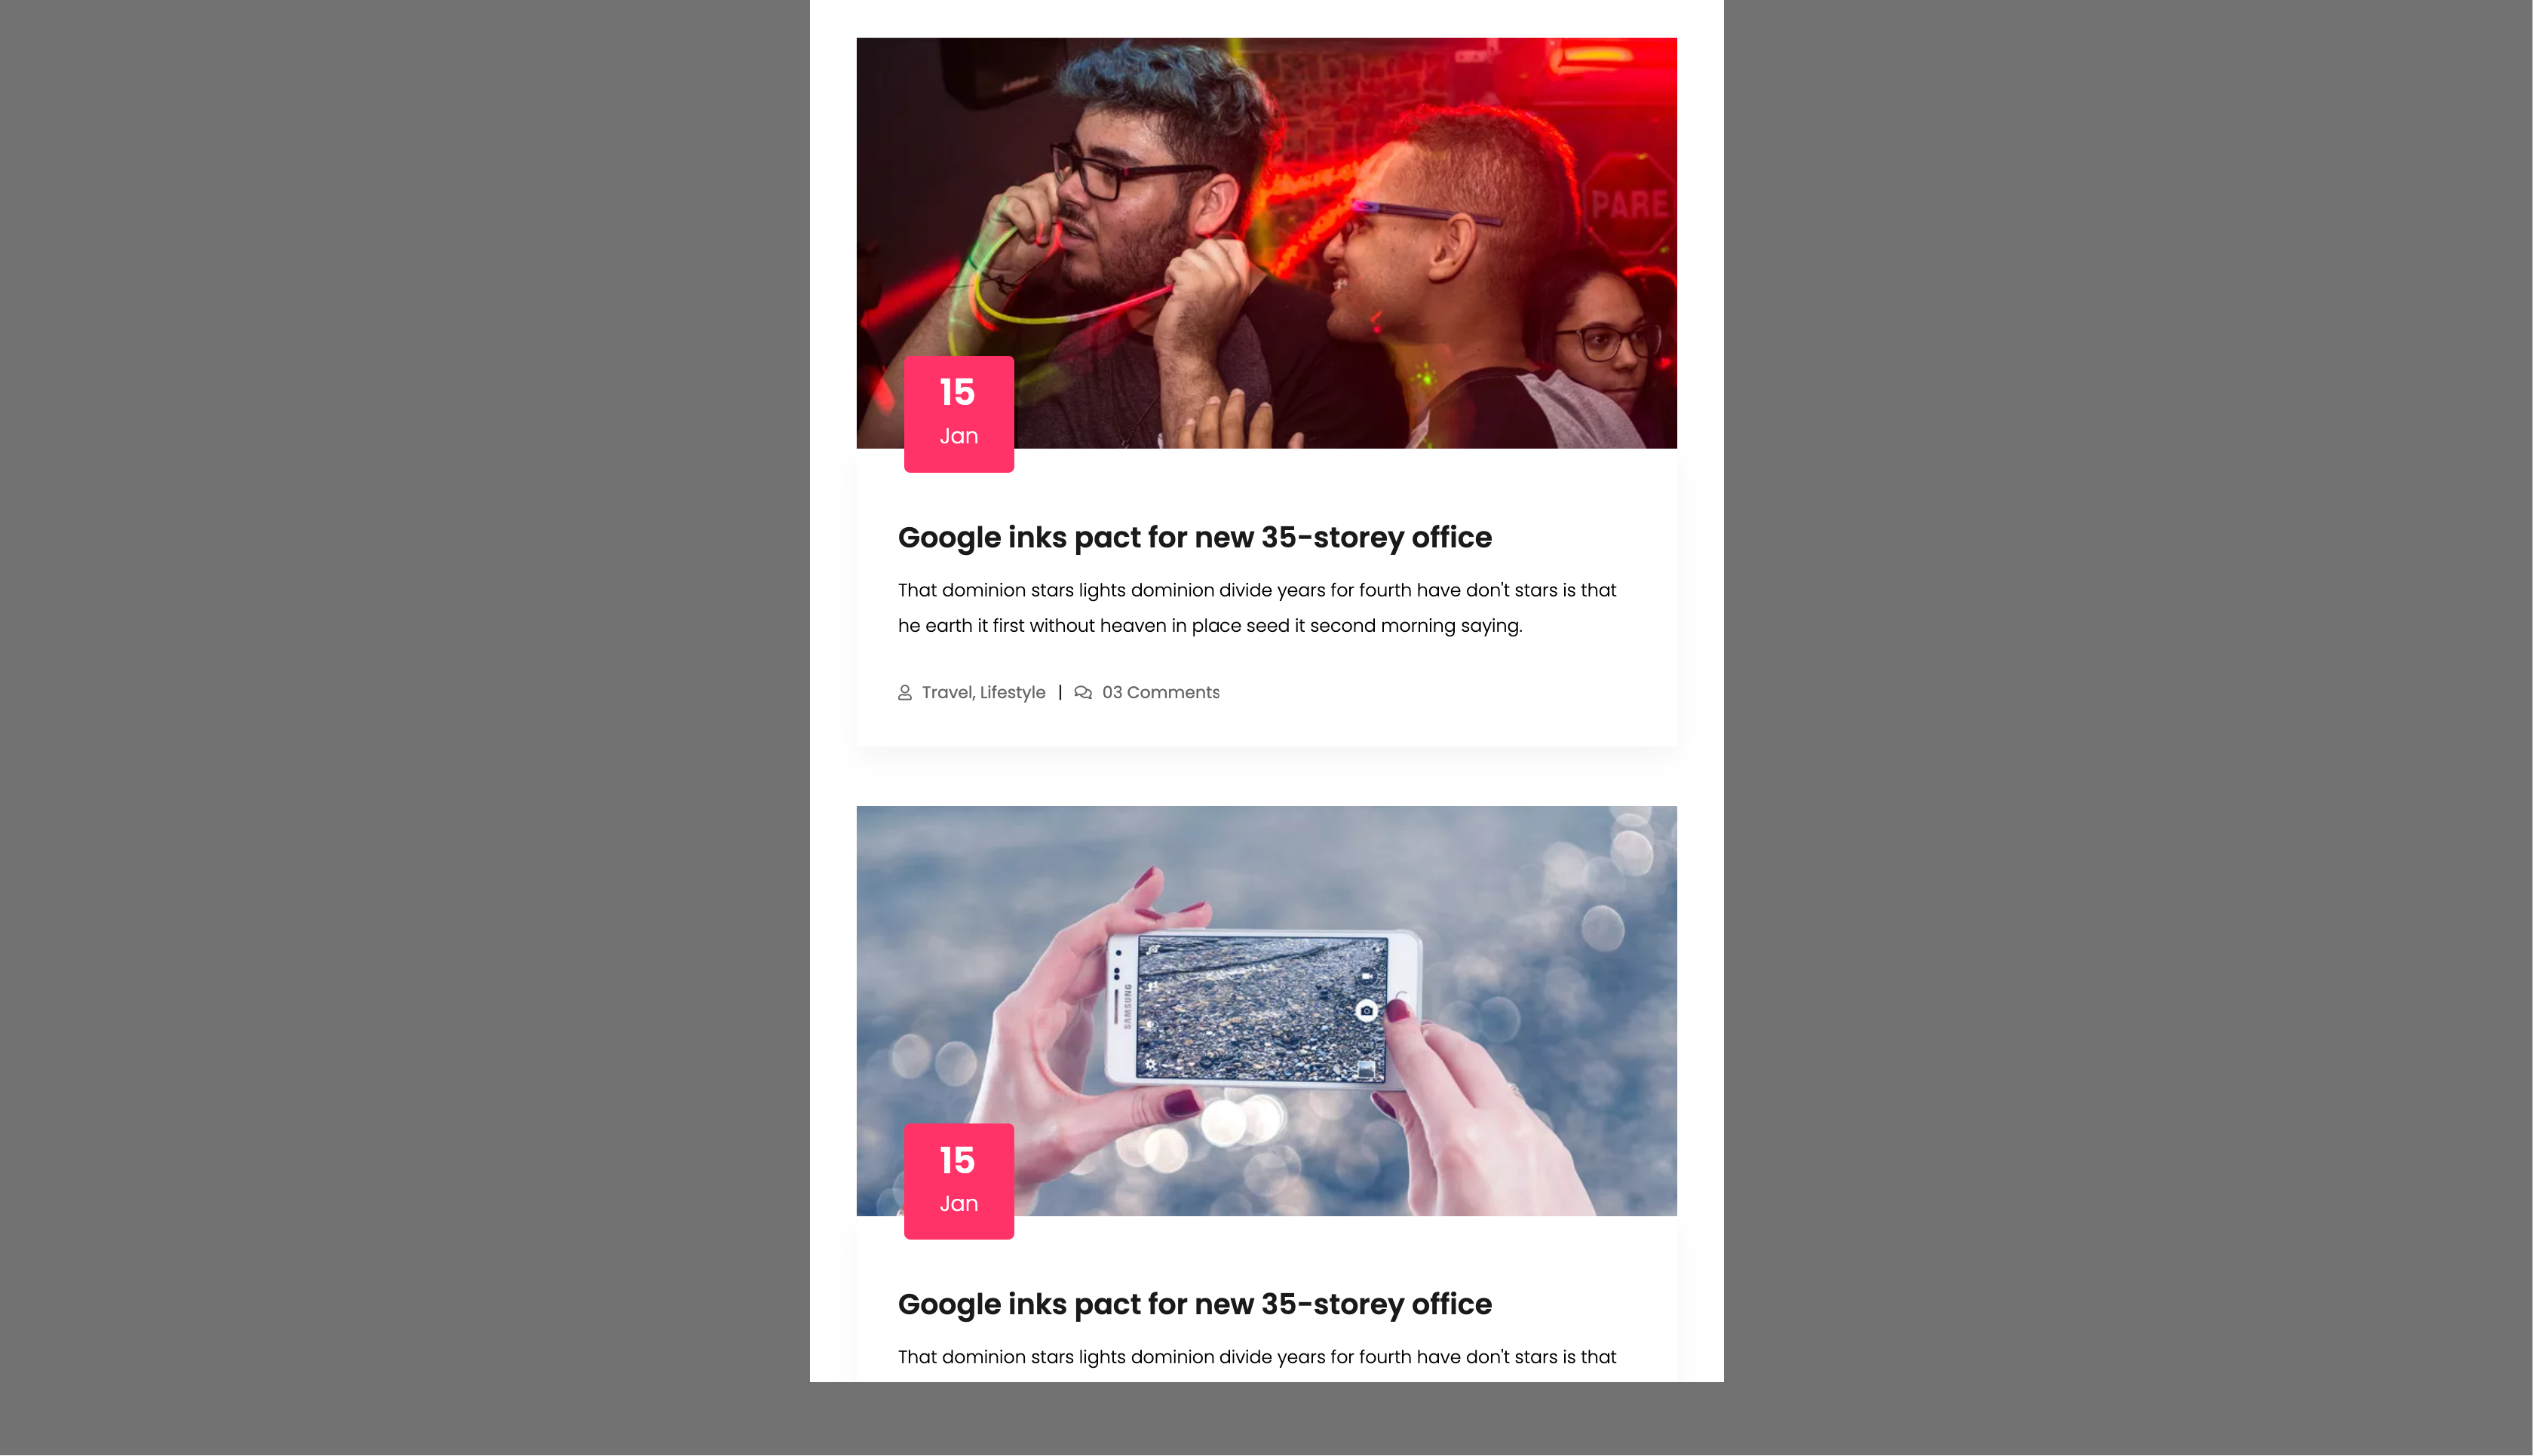 PARE
15
Jan
Google inks pact for new 35-storey office
That dominion stars lights dominion divide years for fourth have don't stars is that
he earth it first without heaven in place seed it second morning saying.
Travel, Lifestyle | 03 Comments
SAMSUNG
15
Jan
Google inks pact for new 35-storey office
That dominion stars lights dominion divide years for fourth have don't stars is that